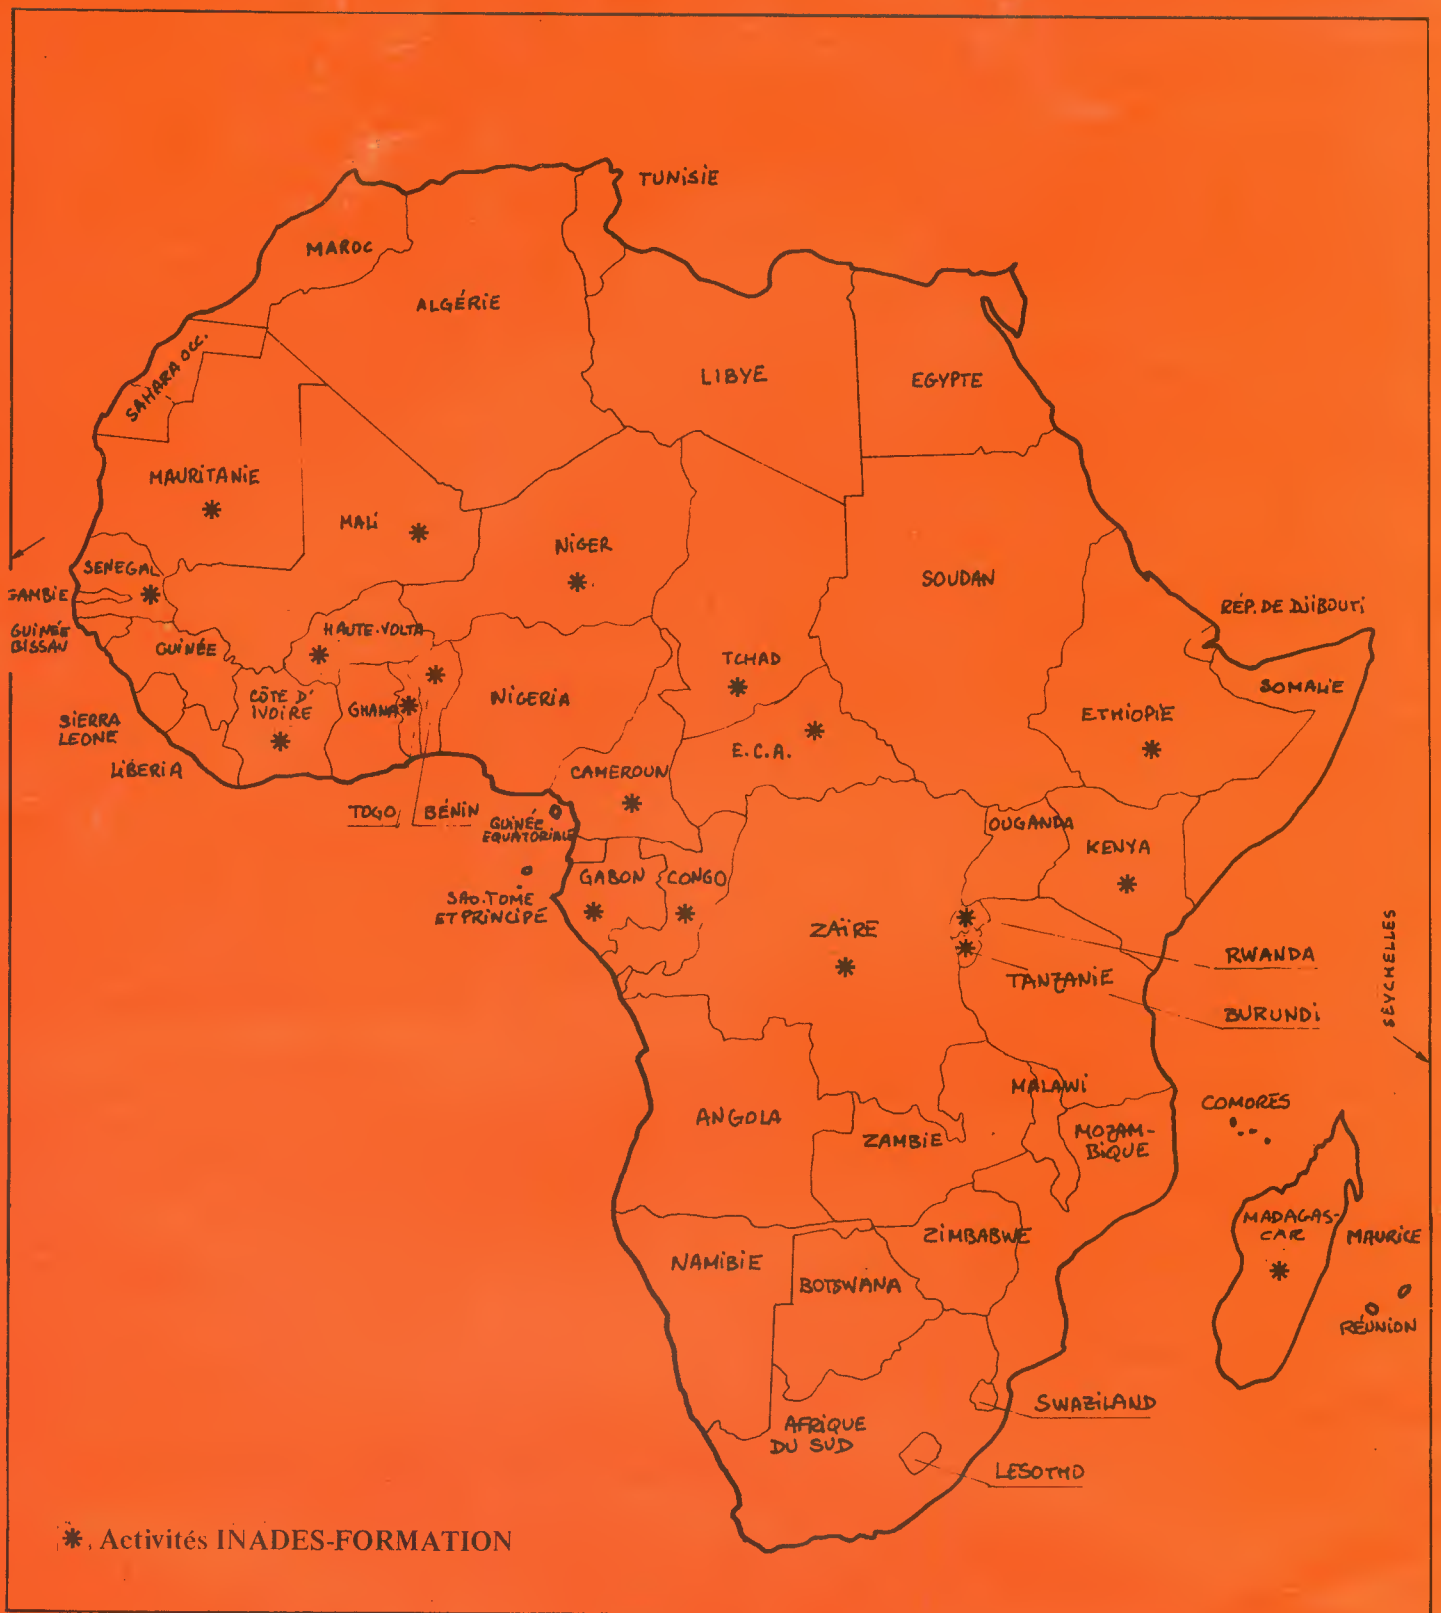 TUNISIE
MAROC
ALGÉRIE
LIBYE
EGYPTE
SAHARA OCC.
MAURITANIE
MALI
NIGER
SOUDAN
SENEGAL
GAMBIE
GUINÉE
BISSAU
GUINÉE
HAUTE-VOLTA
TCHAD
RÉP. DE DJIBOUTI
SOMALIE
CÔTE D'
IVOIRE
GHANA
NIGERIA
ETHIOPIE
SIERRA
LEONE
LIBERIA
E.C.A.
CAMEROUN
TOGO
BÉNIN
GUINÉE
EQUATORIALE
OUGANDA
KENYA
GABON
CONGO
SAO.TOME
ET PRINCIPÉ
ZAÏRE
RWANDA
TANZANIE
BURUNDI
SEYCHELLES
MALAWI
COMORES
ANGOLA
ZAMBIE
MOZAM-
BIQUE
MADAGAS-
CAR
MAURICE
ZIMBABWE
NAMIBIE
BOTSWANA
RÉUNION
SWAZILAND
AFRIQUE
DU SUD
LESOTHO
* Activités INADES-FORMATION